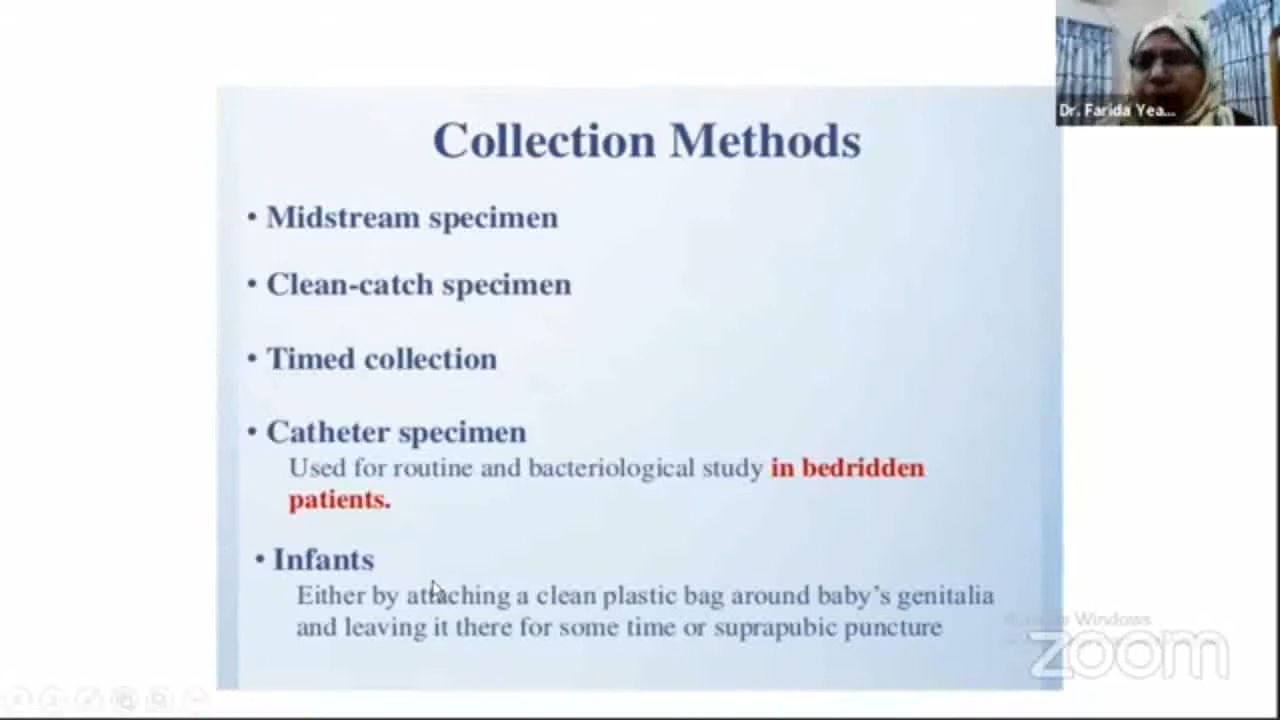 Collection Methods
Dr. Farida Yea...
• Midstream specimen
• Clean-catch specimen
• Timed collection
• Catheter specimen
Used for routine and bacteriological study in bedridden
patients.
• Infants
Either by attaching a clean plastic bag around baby's genitalia
and leaving it there for some time or suprapubic puncture
Windows
zoom